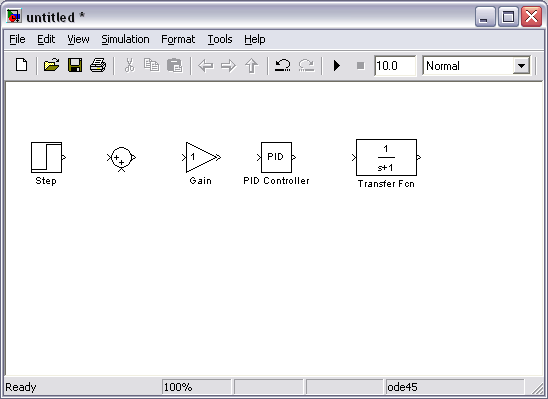 untitled *
File Edit View Simulation Format Tools Help
10.0 Normal
1 PID 1
s+1
Step Gain PID Controller Transfer Fcn
Ready 100% ode45